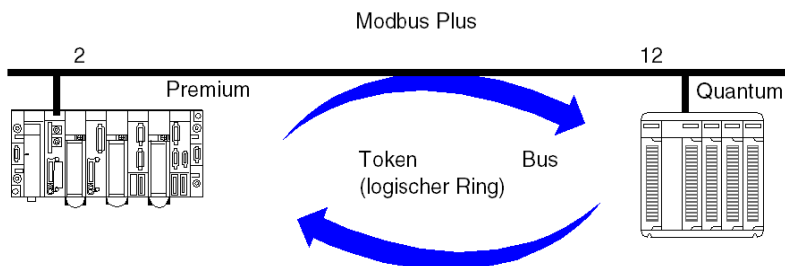 Modbus Plus
2
12
Premium
Quantum
Token
Bus
(logischer Ring)